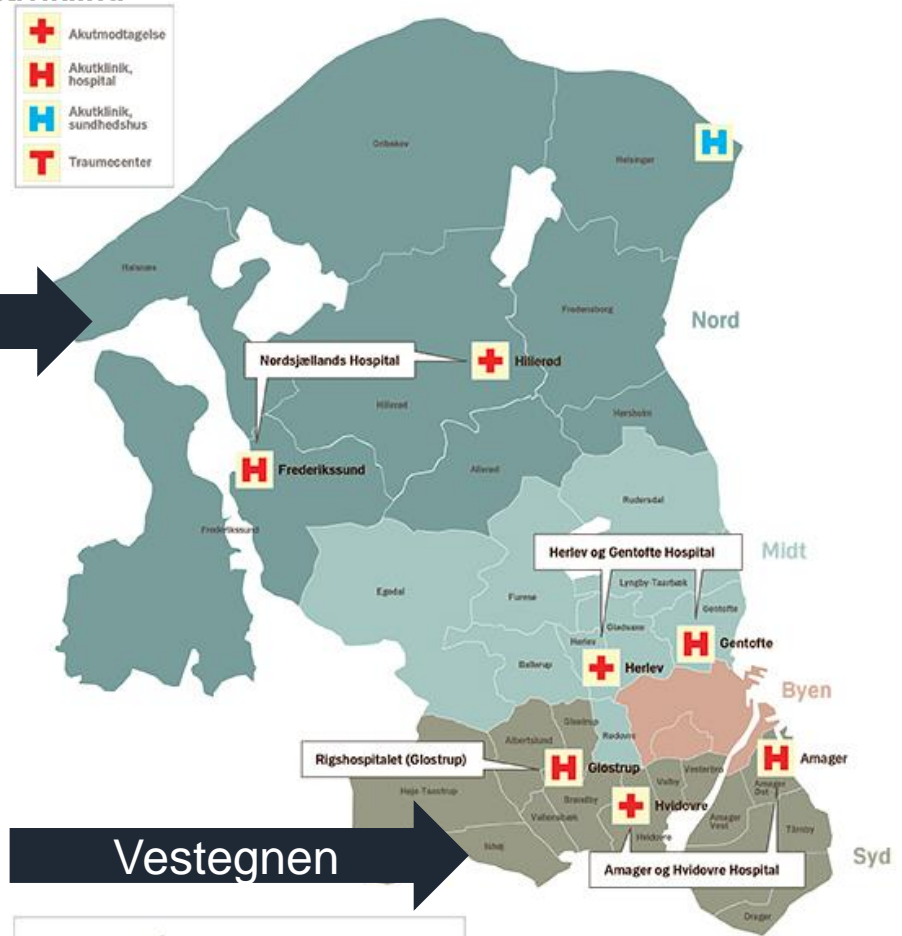 Akutmodtagelse
Akutklinik,
hospital
Akutklinik,
sundhedshus
Traumecenter
Gribskov
Helsingør
Halsnæs
Fredensborg
Nord
Nordsjællands Hospital
Hillerød
Hillerød
Hørsholm
Frederikssund
Allerød
Rudersdal
Frederikssund
Herlev og Gentofte Hospital
Midt
Lyngby-Taarbæk
Egedal
Furesø
Gentofte
Gladsaxe
Herlev
Gentofte
Ballerup
Herlev
Byen
Glostrup
Rødovre
Albertslund
Rigshospitalet (Glostrup)
Glostrup
Amager
Vesterbro
Valby
Høje-Taastrup
Amager
Øst
Brøndby
Hvidovre
Vallensbæk
Amager
Vest
Tårnby
Hvidovre
Ishøj
Vestegnen
Syd
Amager og Hvidovre Hospital
Dragør